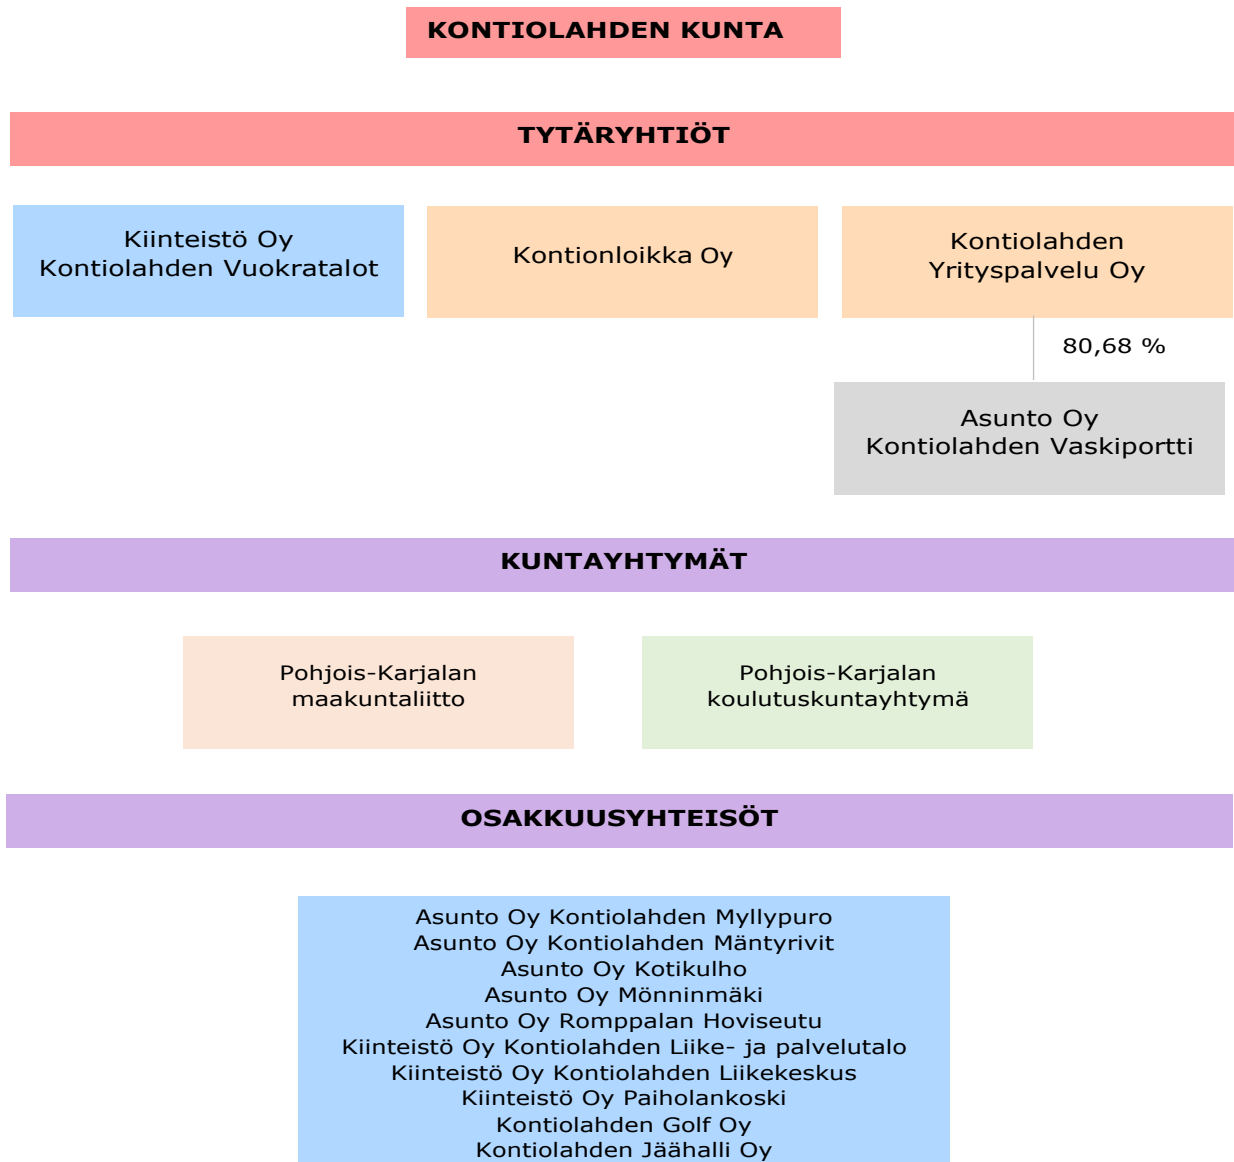 KONTIOLAHDEN KUNTA
TYTÄRYHTIÖT
Kiinteistö Oy
Kontiolahden Vuokratalot
Kontionloikka Oy
Kontiolahden
Yrityspalvelu Oy
80,68 %
Asunto Oy
Kontiolahden Vaskiportti
KUNTAYHTYMÄT
Pohjois-Karjalan
maakuntaliitto
Pohjois-Karjalan
koulutuskuntayhtymä
OSAKKUUSYHTEISÖT
Asunto Oy Kontiolahden Myllypuro
Asunto Oy Kontiolahden Mäntyrivit
Asunto Oy Kotikulho
Asunto Oy Mönninmäki
Asunto Oy Romppalan Hoviseutu
Kiinteistö Oy Kontiolahden Liike- ja palvelutalo
Kiinteistö Oy Kontiolahden Liikekeskus
Kiinteistö Oy Paiholankoski
Kontiolahden Golf Oy
Kontiolahden Jäähalli Oy